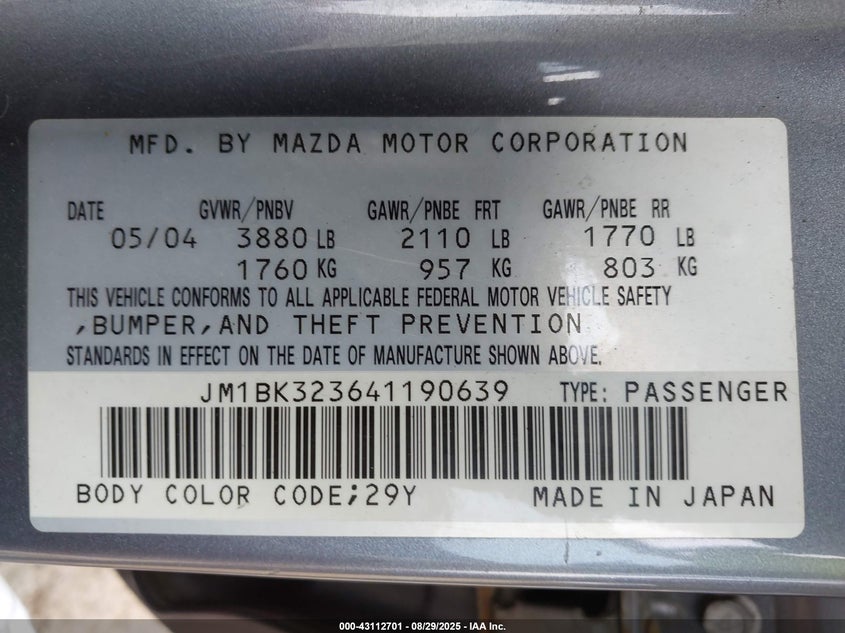 MFD. BY MAZDA MOTOR CORPORATION
DATE GVWR/PNBV GAWR/PNBE FRT GAWR/PNBE RR
05/04 3880 LB 2110 LB 1770 LB
1760 KG 957 KG 803 KG
THIS VEHICLE CONFORMS TO ALL APPLICABLE FEDERAL MOTOR VEHICLE SAFETY
,BUMPER,AND THEFT PREVENTION
STANDARDS IN EFFECT ON THE DATE OF MANUFACTURE SHOWN ABOVE.
JM1BK323641190639 TYPE: PASSENGER
BODY COLOR CODE;29Y MADE IN JAPAN
000-43112701 - 08/29/2025 - IAA Inc.